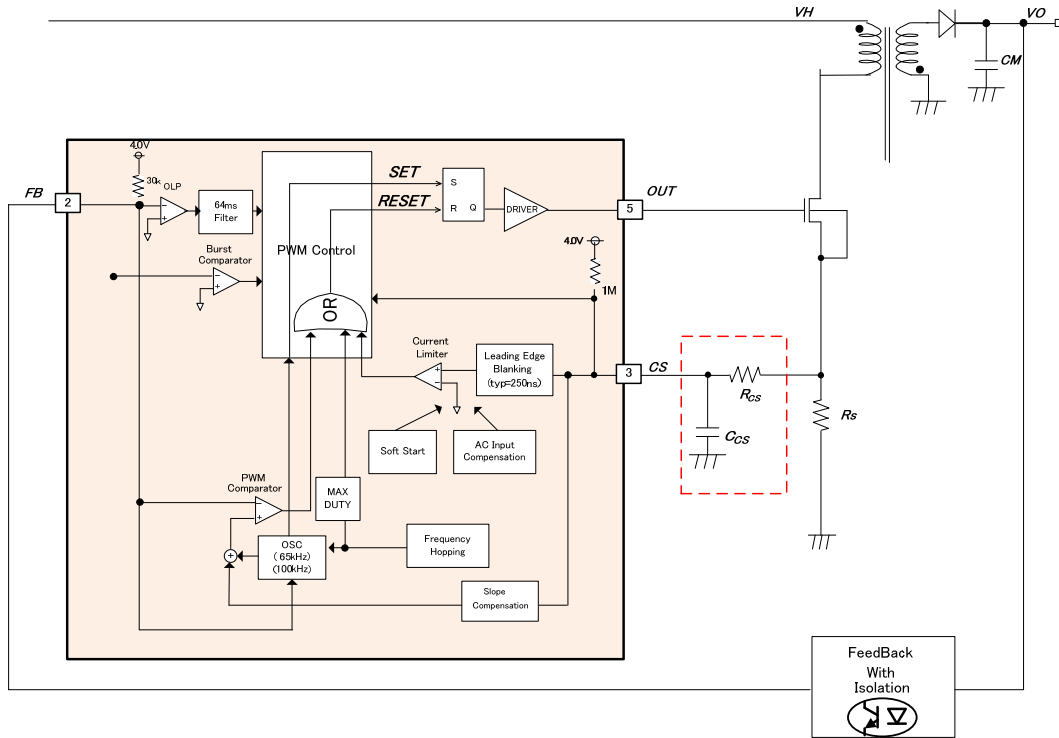 VH
VO
CM
4.0V
30k
OLP
FB
2
64ms
Filter
SET
RESET
S
R
Q
DRIVER
5
OUT
Burst
Comparator
PWM Control
OR
4.0V
1M
Current
Limiter
Leading Edge
Blanking
(typ=250ns)
3
CS
RCS
CCS
RS
Soft Start
AC Input
Compensation
PWM
Comparator
MAX
DUTY
OSC
( 65kHz)
(100kHz)
Frequency
Hopping
Slope
Compensation
FeedBack
With
Isolation